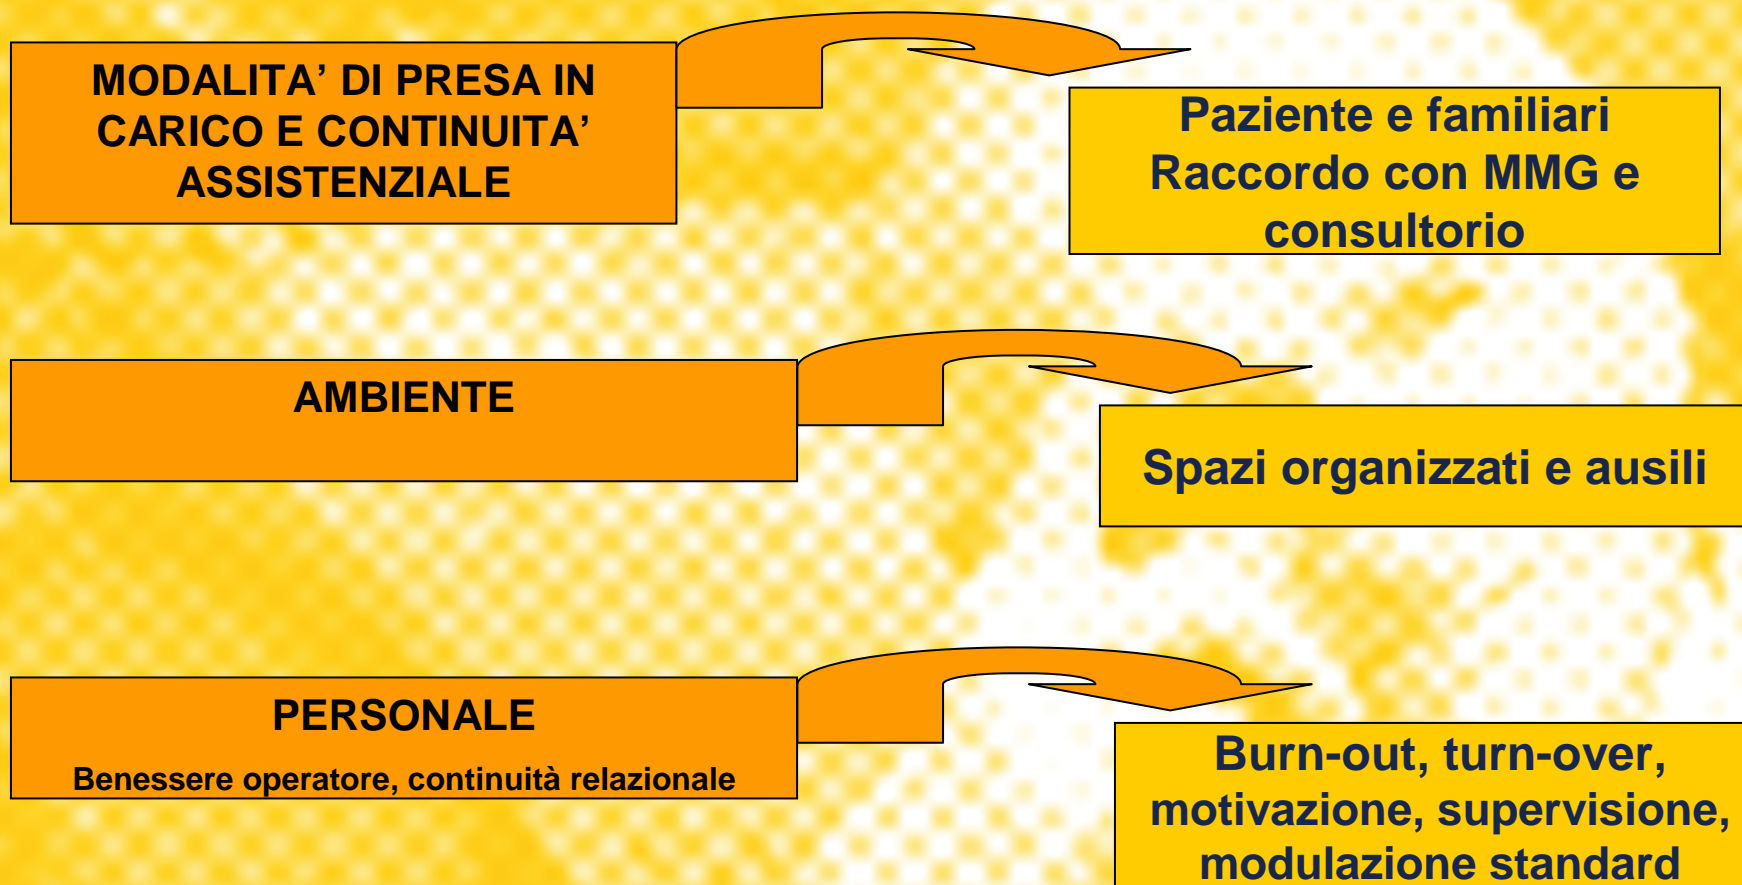 MODALITA’ DI PRESA IN
CARICO E CONTINUITA’
ASSISTENZIALE
Paziente e familiari
Raccordo con MMG e
consultorio
AMBIENTE
Spazi organizzati e ausili
PERSONALE
Benessere operatore, continuità relazionale
Burn-out, turn-over,
motivazione, supervisione,
modulazione standard